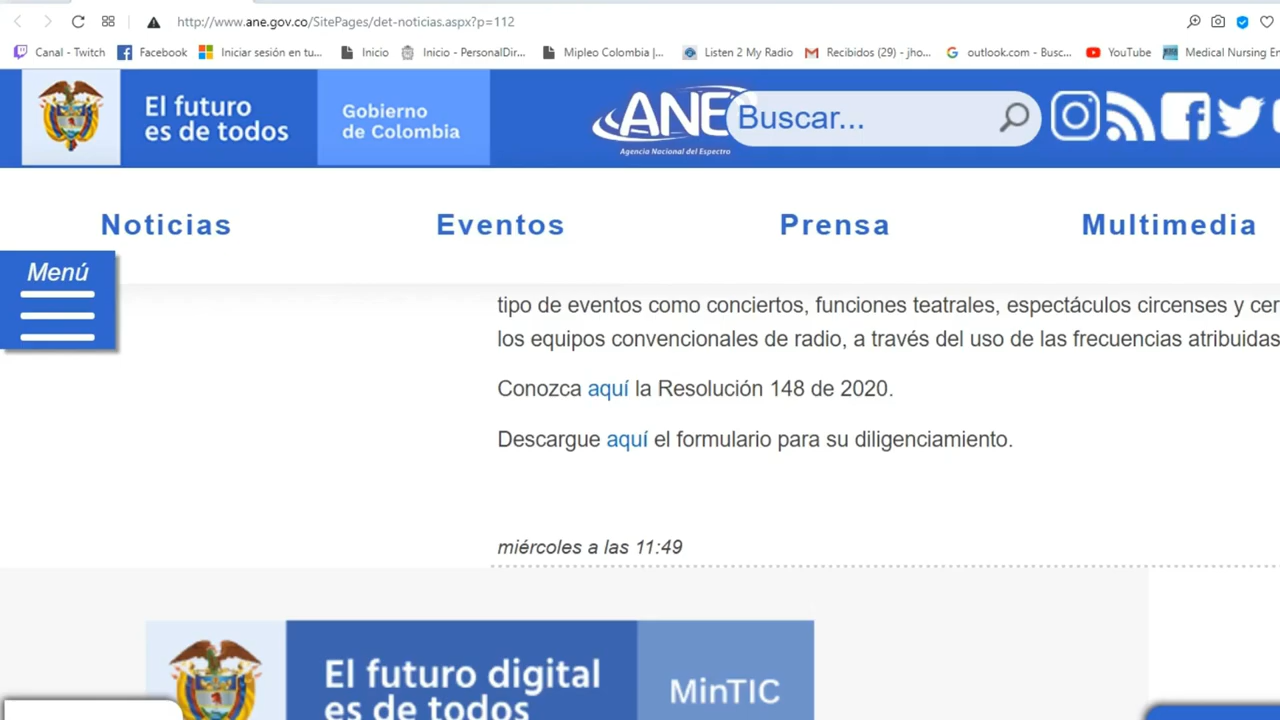 http://www.ane.gov.co/SitePages/det-noticias.aspx?p=112
Canal - Twitch Facebook Iniciar sesión en tu... Inicio Inicio - PersonalDir... Mipleo Colombia |... Listen 2 My Radio Recibidos (29) - jho... outlook.com - Busc... YouTube Medical Nursing En
El futuro
es de todos
Gobierno
de Colombia
ANE
Agencia Nacional del Espectro
Buscar...
Noticias Eventos Prensa Multimedia
Menú
tipo de eventos como conciertos, funciones teatrales, espectáculos circenses y cer
los equipos convencionales de radio, a través del uso de las frecuencias atribuidas
Conozca aquí la Resolución 148 de 2020.
Descargue aquí el formulario para su diligenciamiento.
miércoles a las 11:49
El futuro digital
es de todos
MinTIC